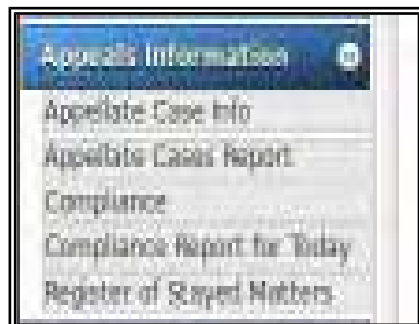 Appeals Information
Appellate Case Info
Appellate Cases Report
Compliance
Compliance Report for Today
Register of Stayed Matters